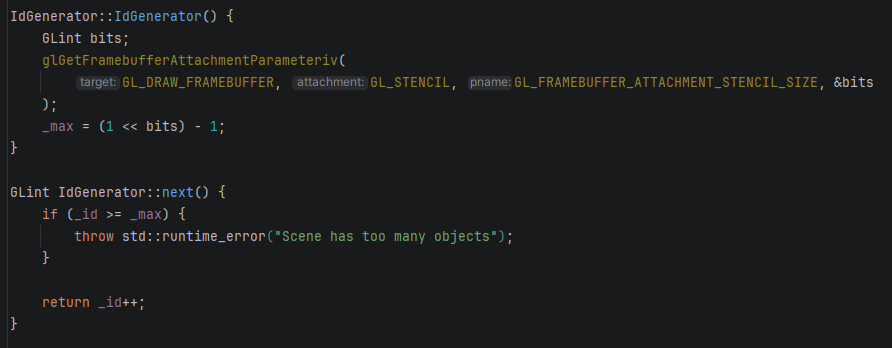 IdGenerator::IdGenerator() {
    GLint bits;
    glGetFramebufferAttachmentParameteriv(
        target: GL_DRAW_FRAMEBUFFER, attachment: GL_STENCIL, pname: GL_FRAMEBUFFER_ATTACHMENT_STENCIL_SIZE, &bits
    );
    _max = (1 << bits) - 1;
}
GLint IdGenerator::next() {
    if (_id >= _max) {
        throw std::runtime_error("Scene has too many objects");
    }
    return _id++;
}